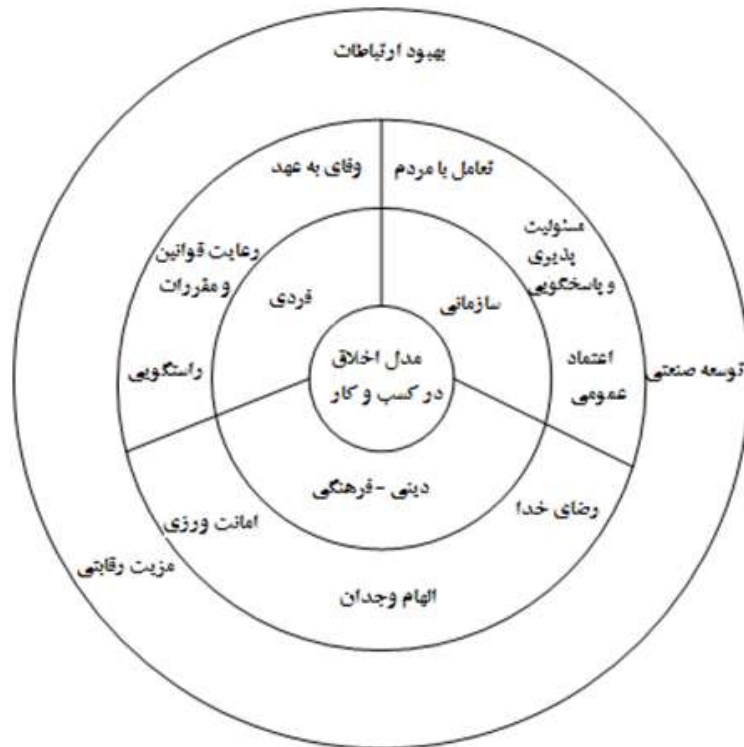 بهبود ارتباطات
تعامل با مردم
وفای به عهد
مسئولیت
پذیری
و پاسخگویی
رعایت قوانین
و مقررات
سازمانی
فردی
توسعه صنعتی
اعتماد
عمومی
مدل اخلاق
در کسب و کار
راستگویی
دینی - فرهنگی
رضای خدا
امانت ورزی
مزیت رقابتی
الهام وجدان